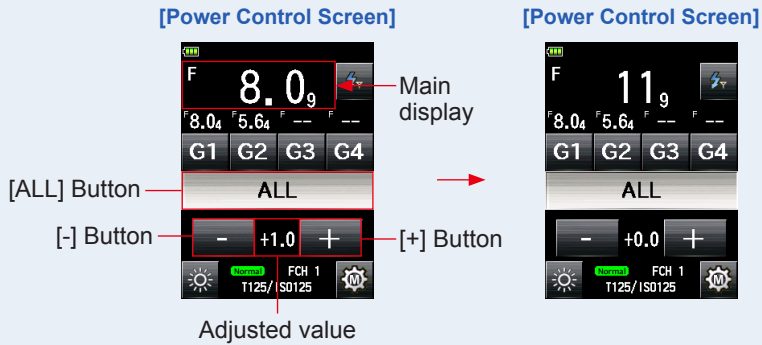 [Power Control Screen]
[Power Control Screen]
F 8.0₉
Main
display
F8.0₄ F5.6₄ F-- F--
G1 G2 G3 G4
[ALL] Button
ALL
[-] Button
- +1.0 +
[+] Button
Normal FCH 1
T125/ISO125
M
Adjusted value
F 11₉
F8.0₄ F5.6₄ F-- F--
G1 G2 G3 G4
ALL
- +0.0 +
Normal FCH 1
T125/ISO125
M